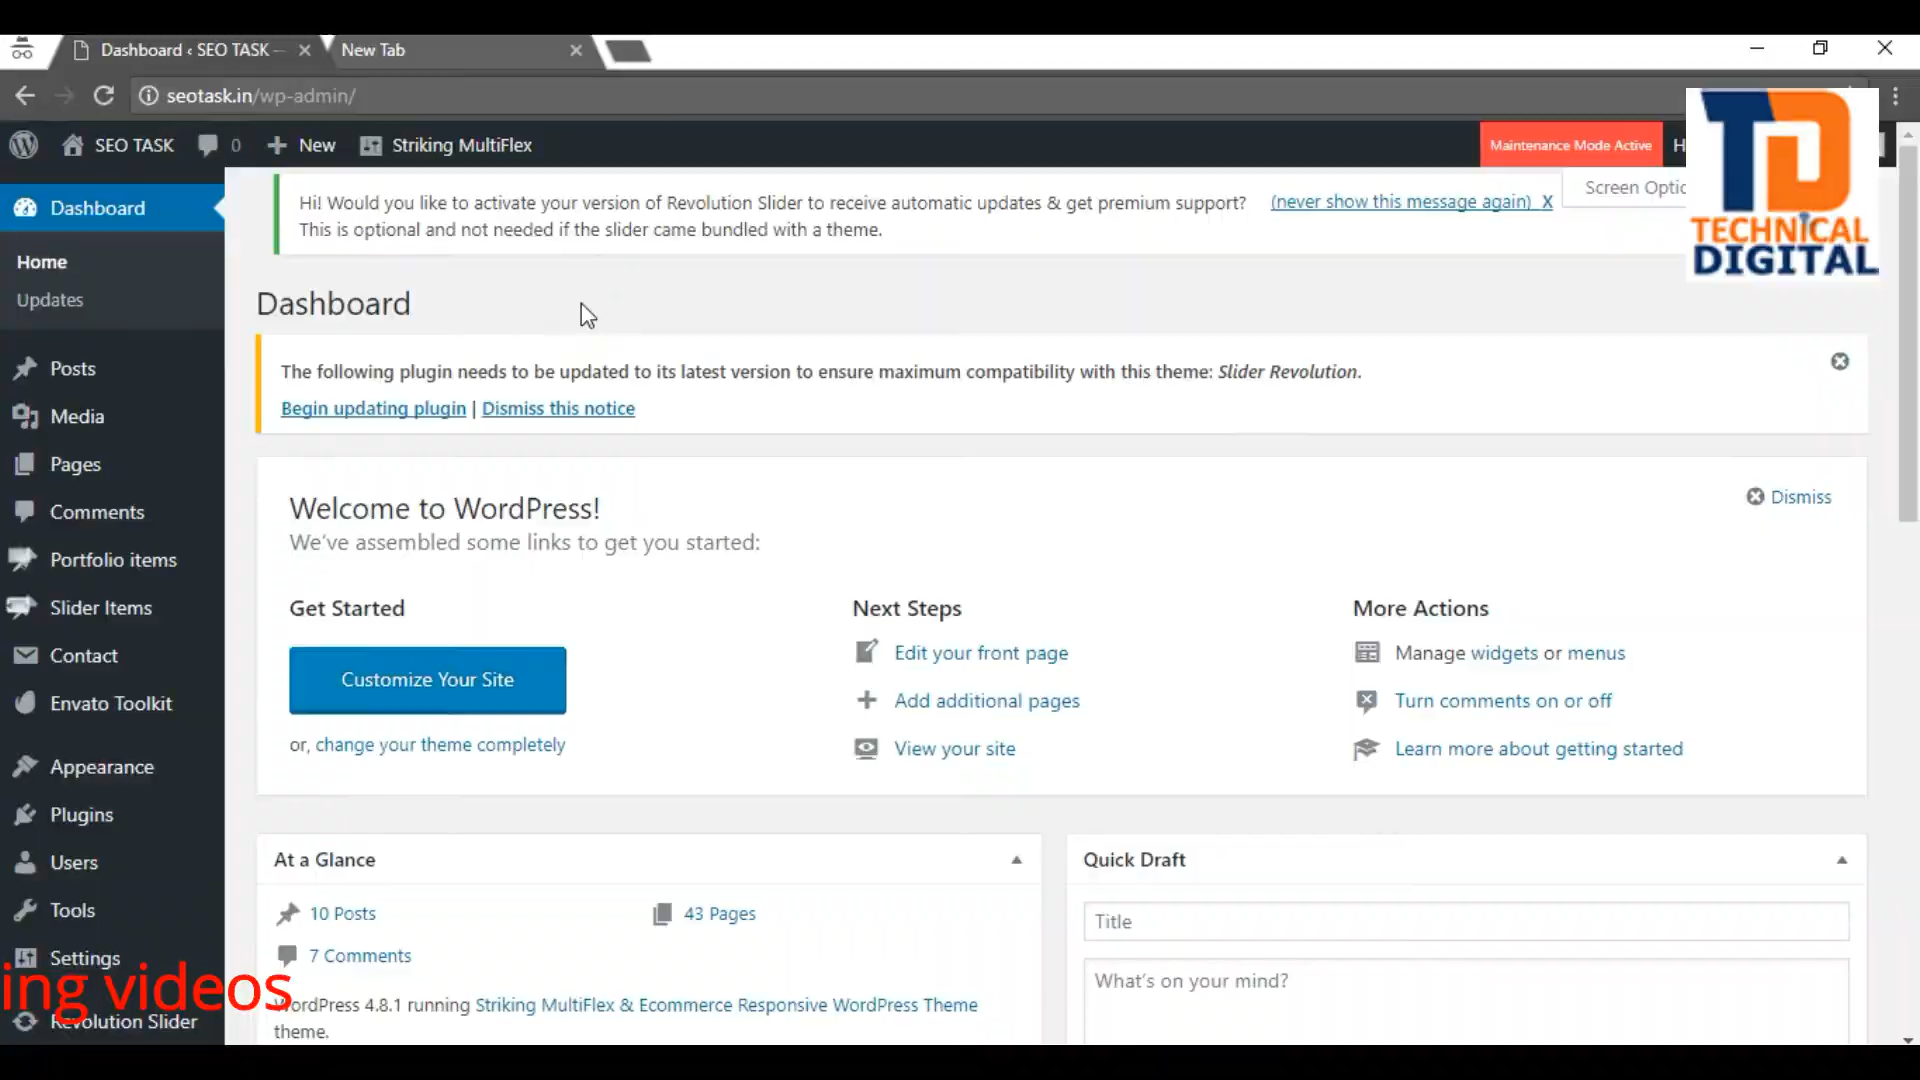 Dashboard ‹ SEO TASK —
New Tab
seotask.in/wp-admin/
SEO TASK
0
New
Striking MultiFlex
Maintenance Mode Active
H
TD
TECHNICAL
DIGITAL
Screen Optio
Hi! Would you like to activate your version of Revolution Slider to receive automatic updates & get premium support? (never show this message again) X
This is optional and not needed if the slider came bundled with a theme.
Dashboard
Home
Updates
Posts
Media
Pages
Comments
Portfolio items
Slider Items
Contact
Envato Toolkit
Appearance
Plugins
Users
Tools
Settings
ing videos
Revolution Slider
Dashboard
The following plugin needs to be updated to its latest version to ensure maximum compatibility with this theme: Slider Revolution.
Begin updating plugin | Dismiss this notice
Welcome to WordPress!
Dismiss
We've assembled some links to get you started:
Get Started
Customize Your Site
or, change your theme completely
Next Steps
Edit your front page
Add additional pages
View your site
More Actions
Manage widgets or menus
Turn comments on or off
Learn more about getting started
At a Glance
10 Posts
43 Pages
7 Comments
WordPress 4.8.1 running Striking MultiFlex & Ecommerce Responsive WordPress Theme
theme.
Quick Draft
Title
What's on your mind?